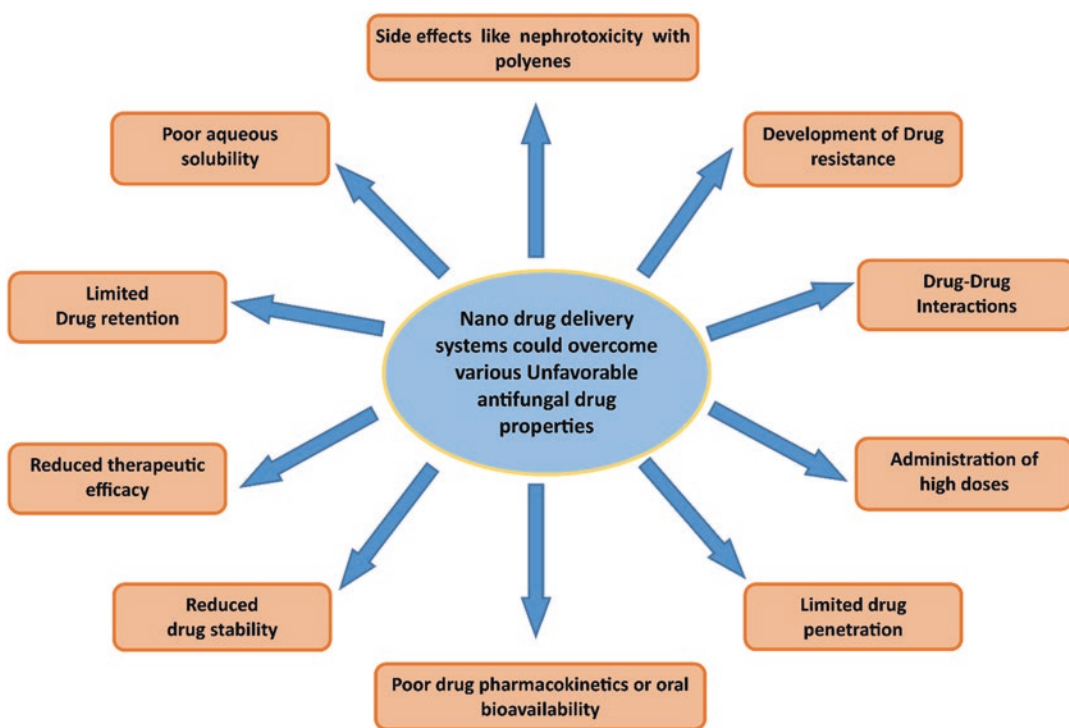 Side effects like nephrotoxicity with
polyenes
Poor aqueous
solubility
Development of Drug
resistance
Limited
Drug retention
Drug-Drug
Interactions
Nano drug delivery
systems could overcome
various Unfavorable
antifungal drug
properties
Reduced therapeutic
efficacy
Administration of
high doses
Reduced
drug stability
Limited drug
penetration
Poor drug pharmacokinetics or oral
bioavailability